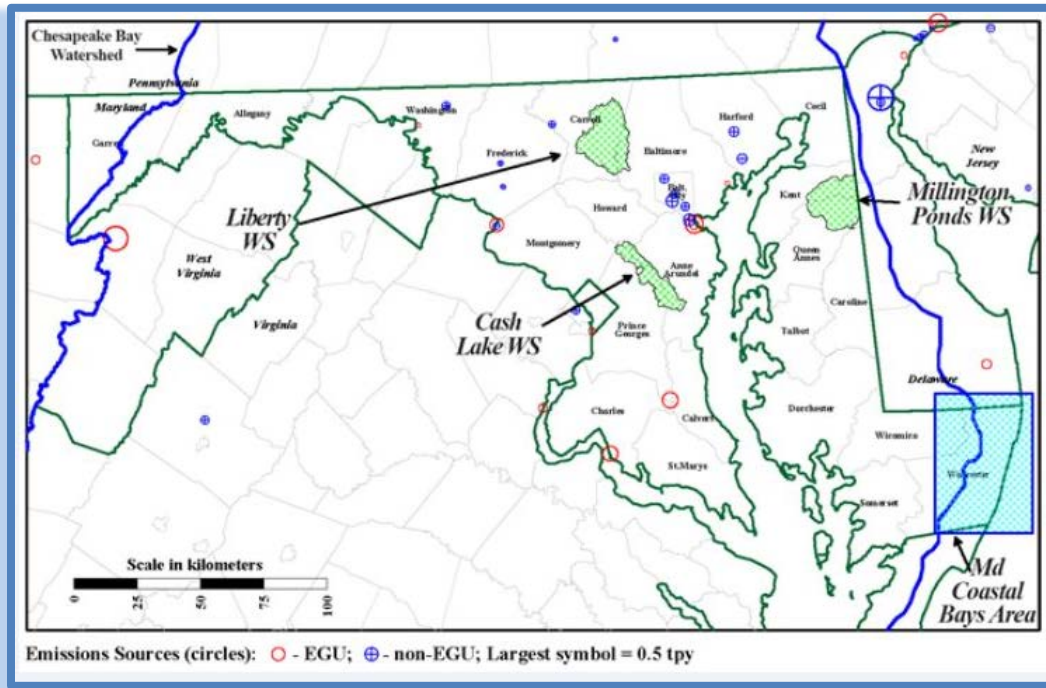 Chesapeake Bay
Watershed
Pennsylvania
Maryland
Allegany
Washington
Carroll
Harford
Cecil
Frederick
Baltimore
New
Jersey
Liberty
WS
Howard
Kent
Millington
Ponds WS
Montgomery
Anne
Arundel
Queen
Annes
West
Virginia
Virginia
Caroline
Cash
Lake WS
Prince
Georges
Talbot
Delaware
Charles
Calvert
Dorchester
Wicomico
St.Marys
Worcester
Somerset
Scale in kilometers
0
25
50
75
100
Md
Coastal
Bays Area
Emissions Sources (circles): - EGU; - non-EGU; Largest symbol = 0.5 tpy